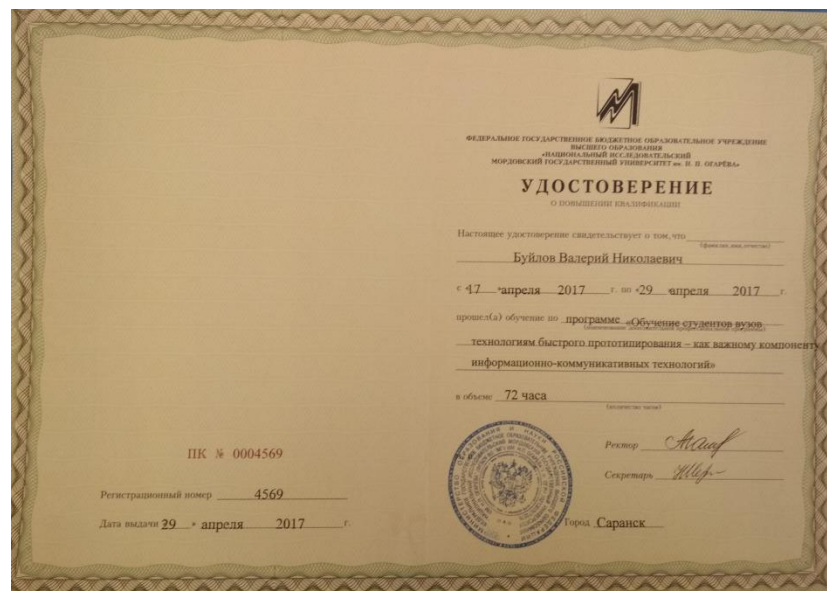 ФЕДЕРАЛЬНОЕ ГОСУДАРСТВЕННОЕ БЮДЖЕТНОЕ ОБРАЗОВАТЕЛЬНОЕ УЧРЕЖДЕНИЕ
ВЫСШЕГО ОБРАЗОВАНИЯ
«НАЦИОНАЛЬНЫЙ ИССЛЕДОВАТЕЛЬСКИЙ
МОРДОВСКИЙ ГОСУДАРСТВЕННЫЙ УНИВЕРСИТЕТ им. Н. П. ОГАРЁВА»
УДОСТОВЕРЕНИЕ
О ПОВЫШЕНИИ КВАЛИФИКАЦИИ
Настоящее удостоверение свидетельствует о том, что
(фамилия, имя, отчество)
Буйлов Валерий Николаевич
с «17 » апреля 2017 г. по «29 » апреля 2017 г.
прошел(а) обучение по программе «Обучение студентов вузов
технологиям быстрого прототипирования – как важному компоненту
информационно-коммуникативных технологий»
в объеме 72 часа
(количество часов)
Ректор
Секретарь
Город Саранск
ПК № 0004569
Регистрационный номер 4569
Дата выдачи 29 » апреля 2017 г.